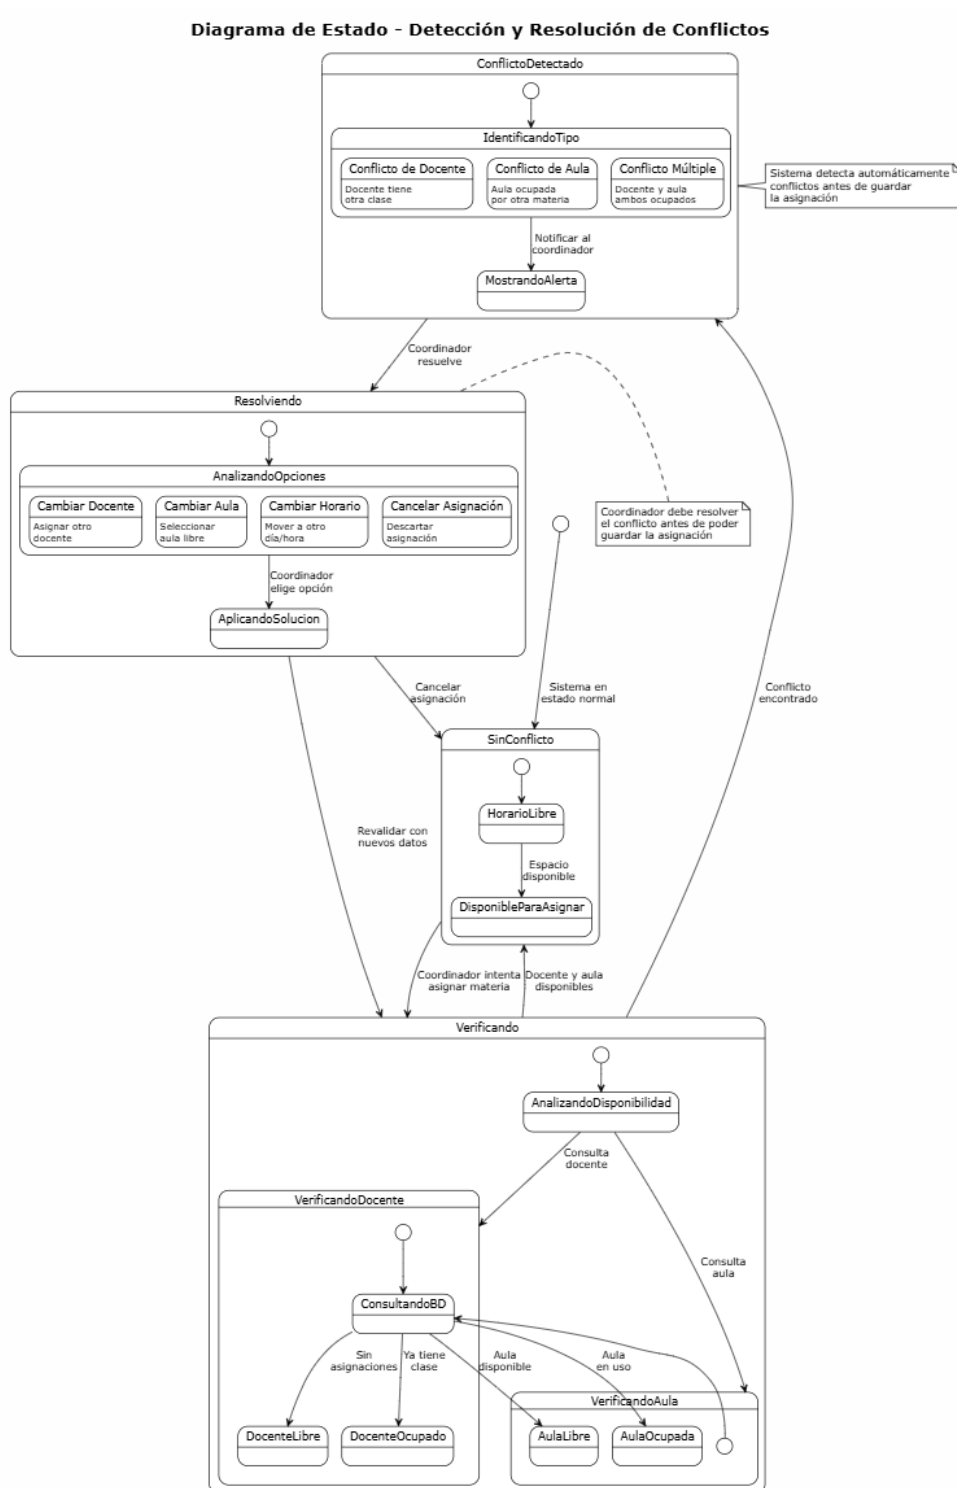 Diagrama de Estado - Detección y Resolución de Conflictos
ConflictoDetectado
IdentificandoTipo
Conflicto de Docente
Docente tiene
otra clase
Conflicto de Aula
Aula ocupada
por otra materia
Conflicto Múltiple
Docente y aula
ambos ocupados
Sistema detecta automáticamente
conflictos antes de guardar
la asignación
Notificar al
coordinador
MostrandoAlerta
Coordinador
resuelve
Resolviendo
AnalizandoOpciones
Cambiar Docente
Asignar otro
docente
Cambiar Aula
Seleccionar
aula libre
Cambiar Horario
Mover a otro
día/hora
Cancelar Asignación
Descartar
asignación
Coordinador debe resolver
el conflicto antes de poder
guardar la asignación
Coordinador
elige opción
AplicandoSolucion
Cancelar
asignación
Sistema en
estado normal
Conflicto
encontrado
SinConflicto
HorarioLibre
Revalidar con
nuevos datos
Espacio
disponible
DisponibleParaAsignar
Coordinador intenta
asignar materia
Docente y aula
disponibles
Verificando
AnalizandoDisponibilidad
Consulta
docente
VerificandoDocente
Consulta
aula
ConsultandoBD
Sin
asignaciones
Ya tiene
clase
Aula
disponible
Aula
en uso
VerificandoAula
DocenteLibre
DocenteOcupado
AulaLibre
AulaOcupada